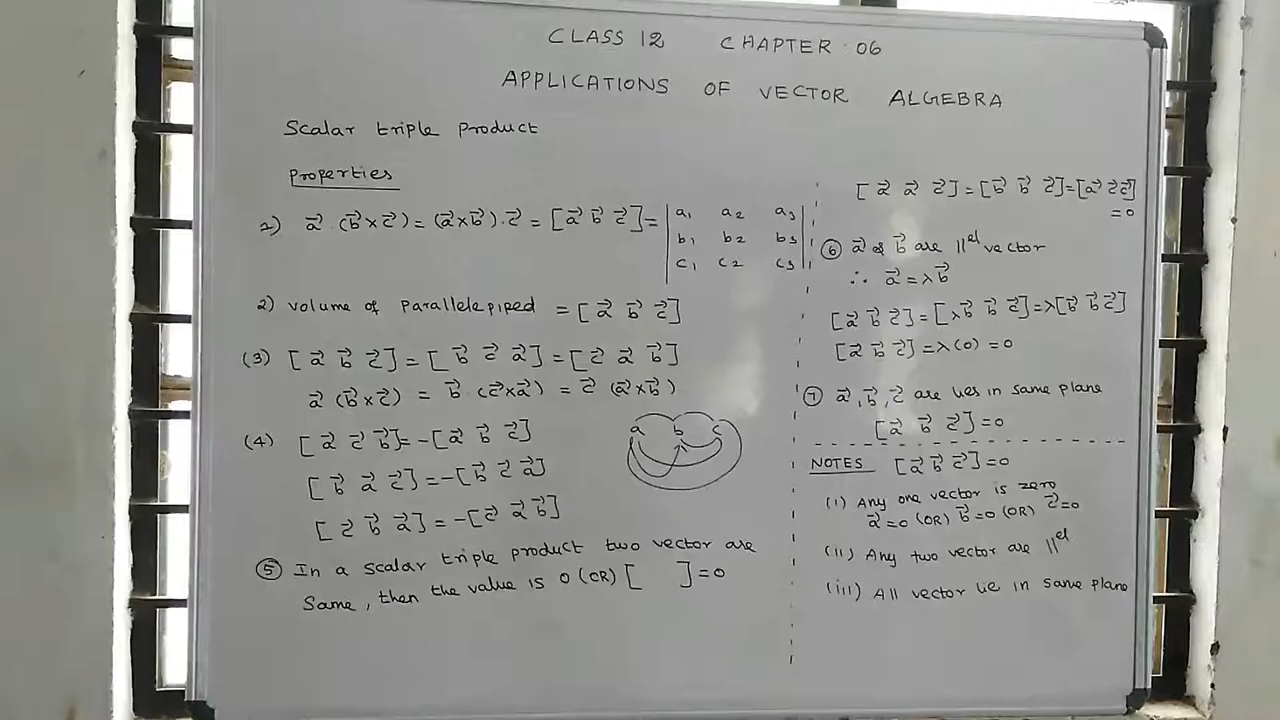 CLASS 12 CHAPTER : 06
APPLICATIONS OF VECTOR ALGEBRA
Scalar triple product
Properties
1) a⃗ . (b⃗ × c⃗) = (a⃗ × b⃗) . c⃗ = [a⃗ b⃗ c⃗] = | a₁ a₂ a₃ |
| b₁ b₂ b₃ |
| c₁ c₂ c₃ |
2) volume of parallelepiped = [a⃗ b⃗ c⃗]
(3) [a⃗ b⃗ c⃗] = [b⃗ c⃗ a⃗] = [c⃗ a⃗ b⃗]
a⃗ (b⃗ × c⃗) = b⃗ (c⃗ × a⃗) = c⃗ (a⃗ × b⃗)
(4) [a⃗ c⃗ b⃗] = -[a⃗ b⃗ c⃗]
[b⃗ a⃗ c⃗] = -[b⃗ c⃗ a⃗]
[c⃗ b⃗ a⃗] = -[c⃗ a⃗ b⃗]
a b c
⑤ In a scalar triple product two vector are
same, then the value is 0 (OR) [ ] = 0
[a⃗ a⃗ c⃗] = [b⃗ b⃗ c⃗] = [a⃗ c⃗ c⃗]
= 0
⑥ a⃗ & b⃗ are ||el vector
∴ a⃗ = λ b⃗
[a⃗ b⃗ c⃗] = [λb⃗ b⃗ c⃗] = λ[b⃗ b⃗ c⃗]
[a⃗ b⃗ c⃗] = λ(0) = 0
⑦ a⃗, b⃗, c⃗ are lies in same plane
[a⃗ b⃗ c⃗] = 0
NOTES [a⃗ b⃗ c⃗] = 0
(i) Any one vector is zero
a⃗ = 0 (OR) b⃗ = 0 (OR) c⃗ = 0
(ii) Any two vector are ||el
(iii) All vector lie in same plane